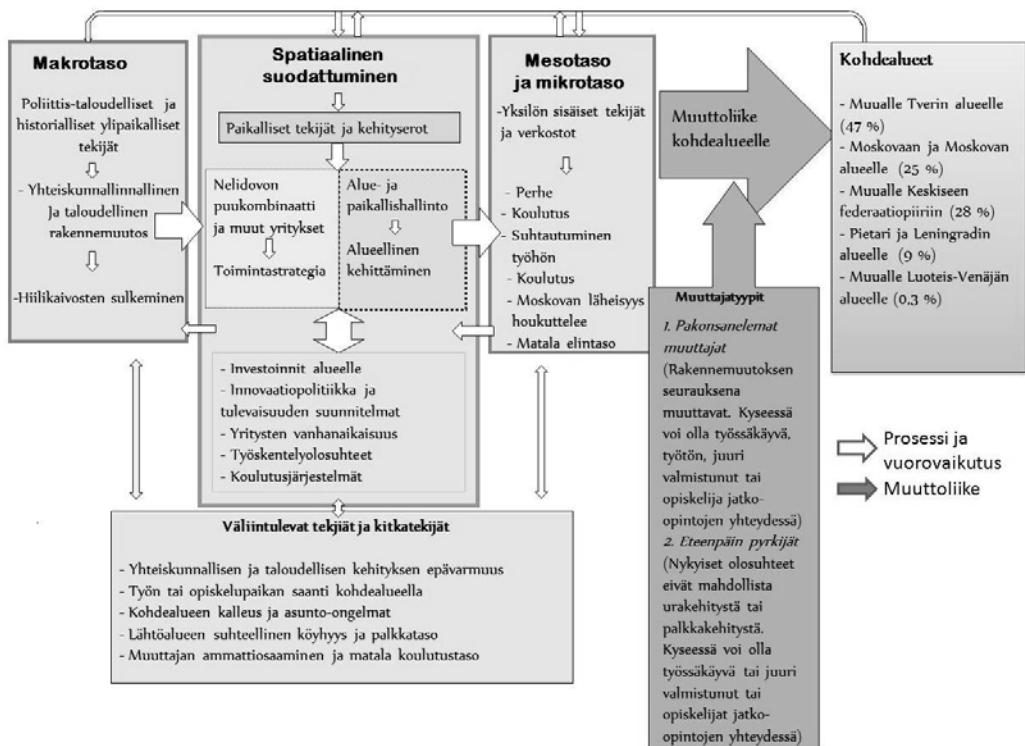 Makrotaso
Poliittis-taloudelliset ja
historialliset ylipaikalliset
tekijät
- Yhteiskunnallinnallinen
ja taloudellinen
rakennemuutos
-Hiilikaivosten sulkeminen
Spatiaalinen
suodattuminen
Paikalliset tekijät ja kehityserot
Nelidovon
puukombinaatti
ja muut yritykset
Toimintastrategia
Alue- ja
paikallishallinto
Alueellinen
kehittäminen
- Investoinnit alueelle
- Innovaatiopolitiikka ja
tulevaisuuden suunnitelmat
- Yritysten vanhanaikaisuus
- Työskentelyolosuhteet
- Koulutusjärjestelmät
Mesotaso
ja mikrotaso
-Yksilön sisäiset tekijät
ja verkostot
- Perhe
- Koulutus
- Suhtautuminen
työhön
- Koulutus
- Moskovan läheisyys
houkuttelee
- Matala elintaso
Muuttoliike
kohdealueelle
Kohdealueet
- Muualle Tverin alueelle
(47 %)
- Moskovaan ja Moskovan
alueelle (25 %)
- Muualle Keskiseen
federaatiopiiriin (28 %)
- Pietari ja Leningradin
alueelle (9 %)
- Muualle Luoteis-Venäjän
alueelle (0,3 %)
Muuttajatyypit
1. Pakonsanelemat
muuttajat
(Rakennemuutoksen
seurauksena
muuttavat. Kyseessä
voi olla työssäkäyvä,
työtön, juuri
valmistunut tai
opiskelija jatko-
opintojen yhteydessä)
2. Eteenpäin pyrkijät
(Nykyiset olosuhteet
eivät mahdollista
urakehitystä tai
palkkakehitystä.
Kyseessä voi olla
työssäkäyvä tai juuri
valmistunut tai
opiskelijat jatko-
opintojen yhteydessä)
Prosessi ja
vuorovaikutus
Muuttoliike
Väliintulevat tekjiät ja kitkatekijät
- Yhteiskunnallisen ja taloudellisen kehityksen epävarmuus
- Työn tai opiskelupaikan saanti kohdealueella
- Kohdealueen kalleus ja asunto-ongelmat
- Lähtöalueen suhteellinen köyhyys ja palkkataso
- Muuttajan ammattiosaaminen ja matala koulutustaso